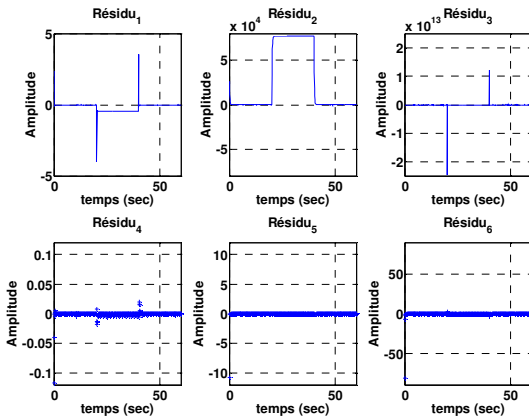 Résidu1
5
0
-5
0 50
temps (sec)
Amplitude
Résidu2
x 10^4
5
0
-5
0 50
temps (sec)
Amplitude
Résidu3
x 10^13
2
1
0
-1
-2
0 50
temps (sec)
Amplitude
Résidu4
0.1
0.05
0
-0.05
-0.1
0 50
temps (sec)
Amplitude
Résidu5
10
5
0
-5
-10
0 50
temps (sec)
Amplitude
Résidu6
50
0
-50
0 50
temps (sec)
Amplitude